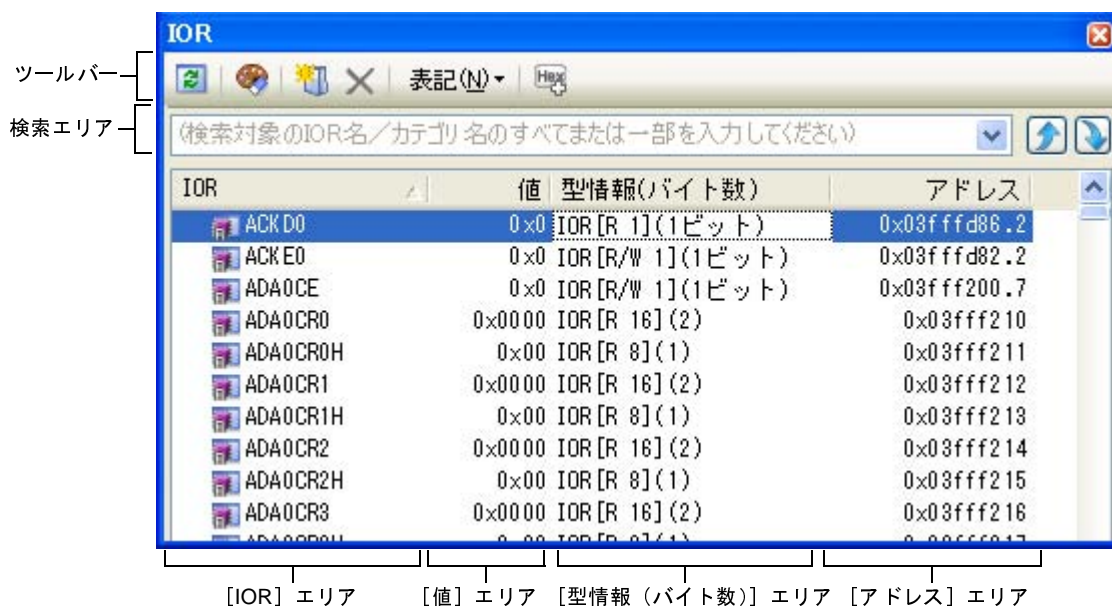 IOR
ツールバー
表記(N)
Hex
検索エリア
(検索対象のIOR名／カテゴリ名のすべてまたは一部を入力してください)
IOR 値 型情報(バイト数) アドレス
ACKD0 0x0 IOR[R 1](1ビット) 0x03fffd86.2
ACKE0 0x0 IOR[R/W 1](1ビット) 0x03fffd82.2
ADA0CE 0x0 IOR[R/W 1](1ビット) 0x03fff200.7
ADA0CR0 0x0000 IOR[R 16](2) 0x03fff210
ADA0CR0H 0x00 IOR[R 8](1) 0x03fff211
ADA0CR1 0x0000 IOR[R 16](2) 0x03fff212
ADA0CR1H 0x00 IOR[R 8](1) 0x03fff213
ADA0CR2 0x0000 IOR[R 16](2) 0x03fff214
ADA0CR2H 0x00 IOR[R 8](1) 0x03fff215
ADA0CR3 0x0000 IOR[R 16](2) 0x03fff216
［IOR］エリア ［値］エリア ［型情報（バイト数）］エリア ［アドレス］エリア